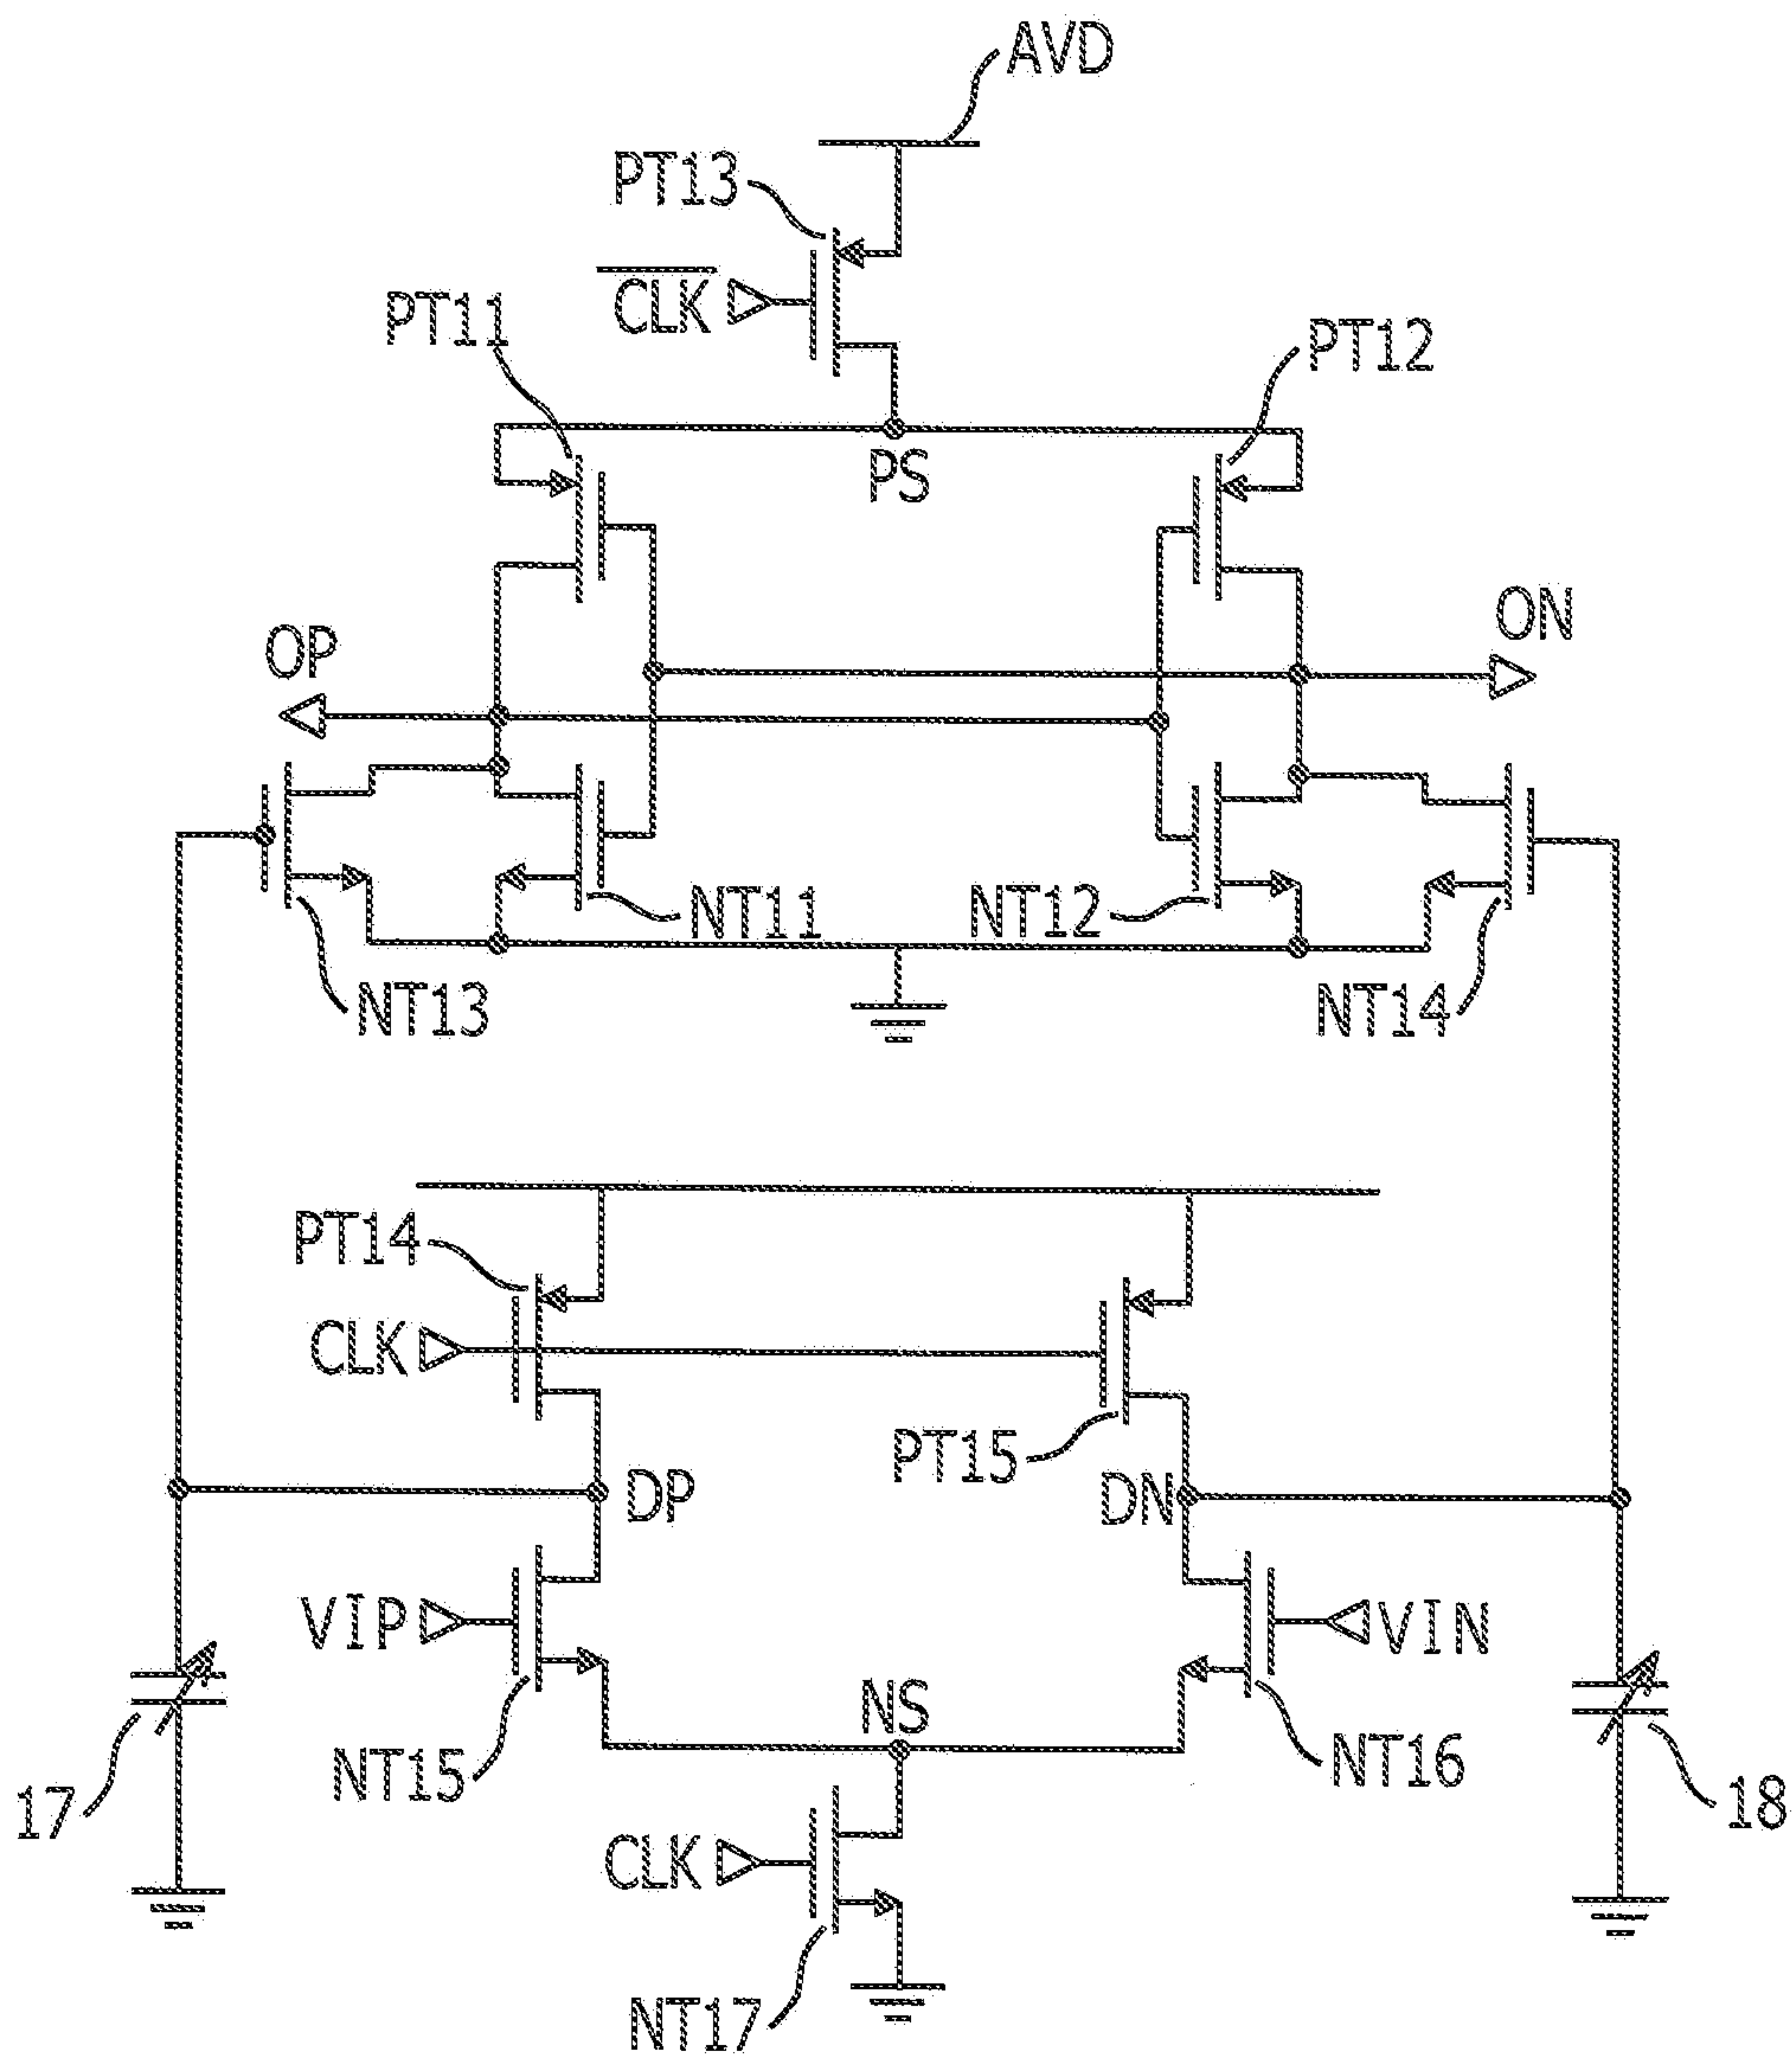 AVD
PT13
CLK
PT11
PT12
PS
OP
ON
NT11
NT12
NT13
NT14
PT14
CLK
PT15
DP
DN
VIP
VIN
NS
NT15
NT16
17
18
CLK
NT17